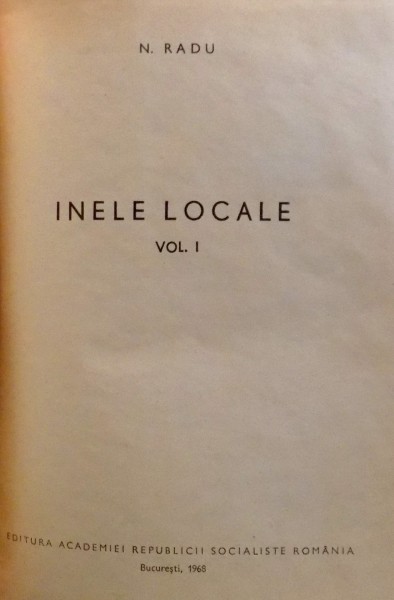 N. RADU
INELE LOCALE
VOL. I
EDITURA ACADEMIEI REPUBLICII SOCIALISTE ROMÂNIA
București, 1968